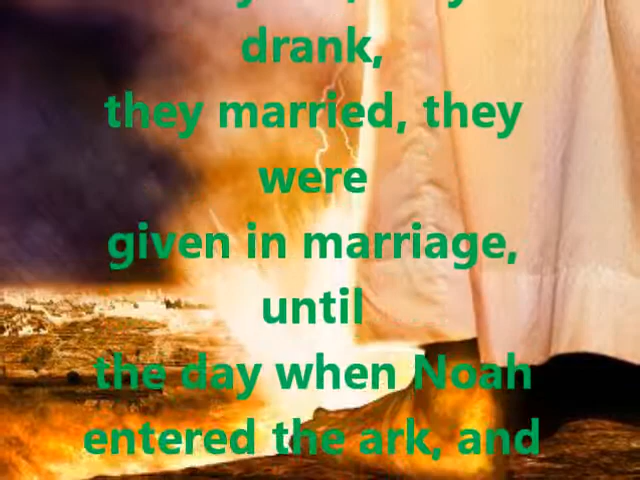 drank,
they married, they
were
given in marriage,
until
the day when Noah
entered the ark, and